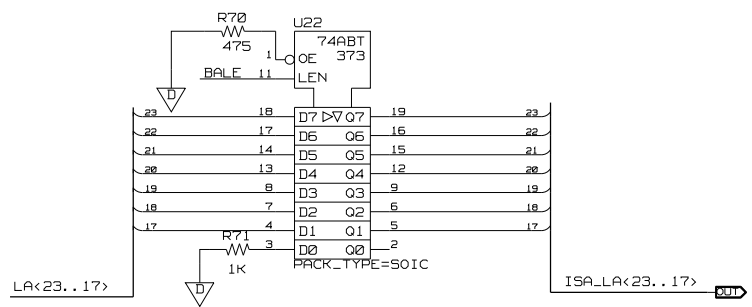 R70
475
U22
74ABT
373
1
OE
BALE 11 LEN
D
23 18 D7 Q7 19 23
22 17 D6 Q6 16 22
21 14 D5 Q5 15 21
20 13 D4 Q4 12 20
19 8 D3 Q3 9 19
18 7 D2 Q2 6 18
17 4 D1 Q1 5 17
R71
3 D0 Q0 2
1K
PACK_TYPE=SOIC
D
LA<23..17>
ISA_LA<23..17>
OUT